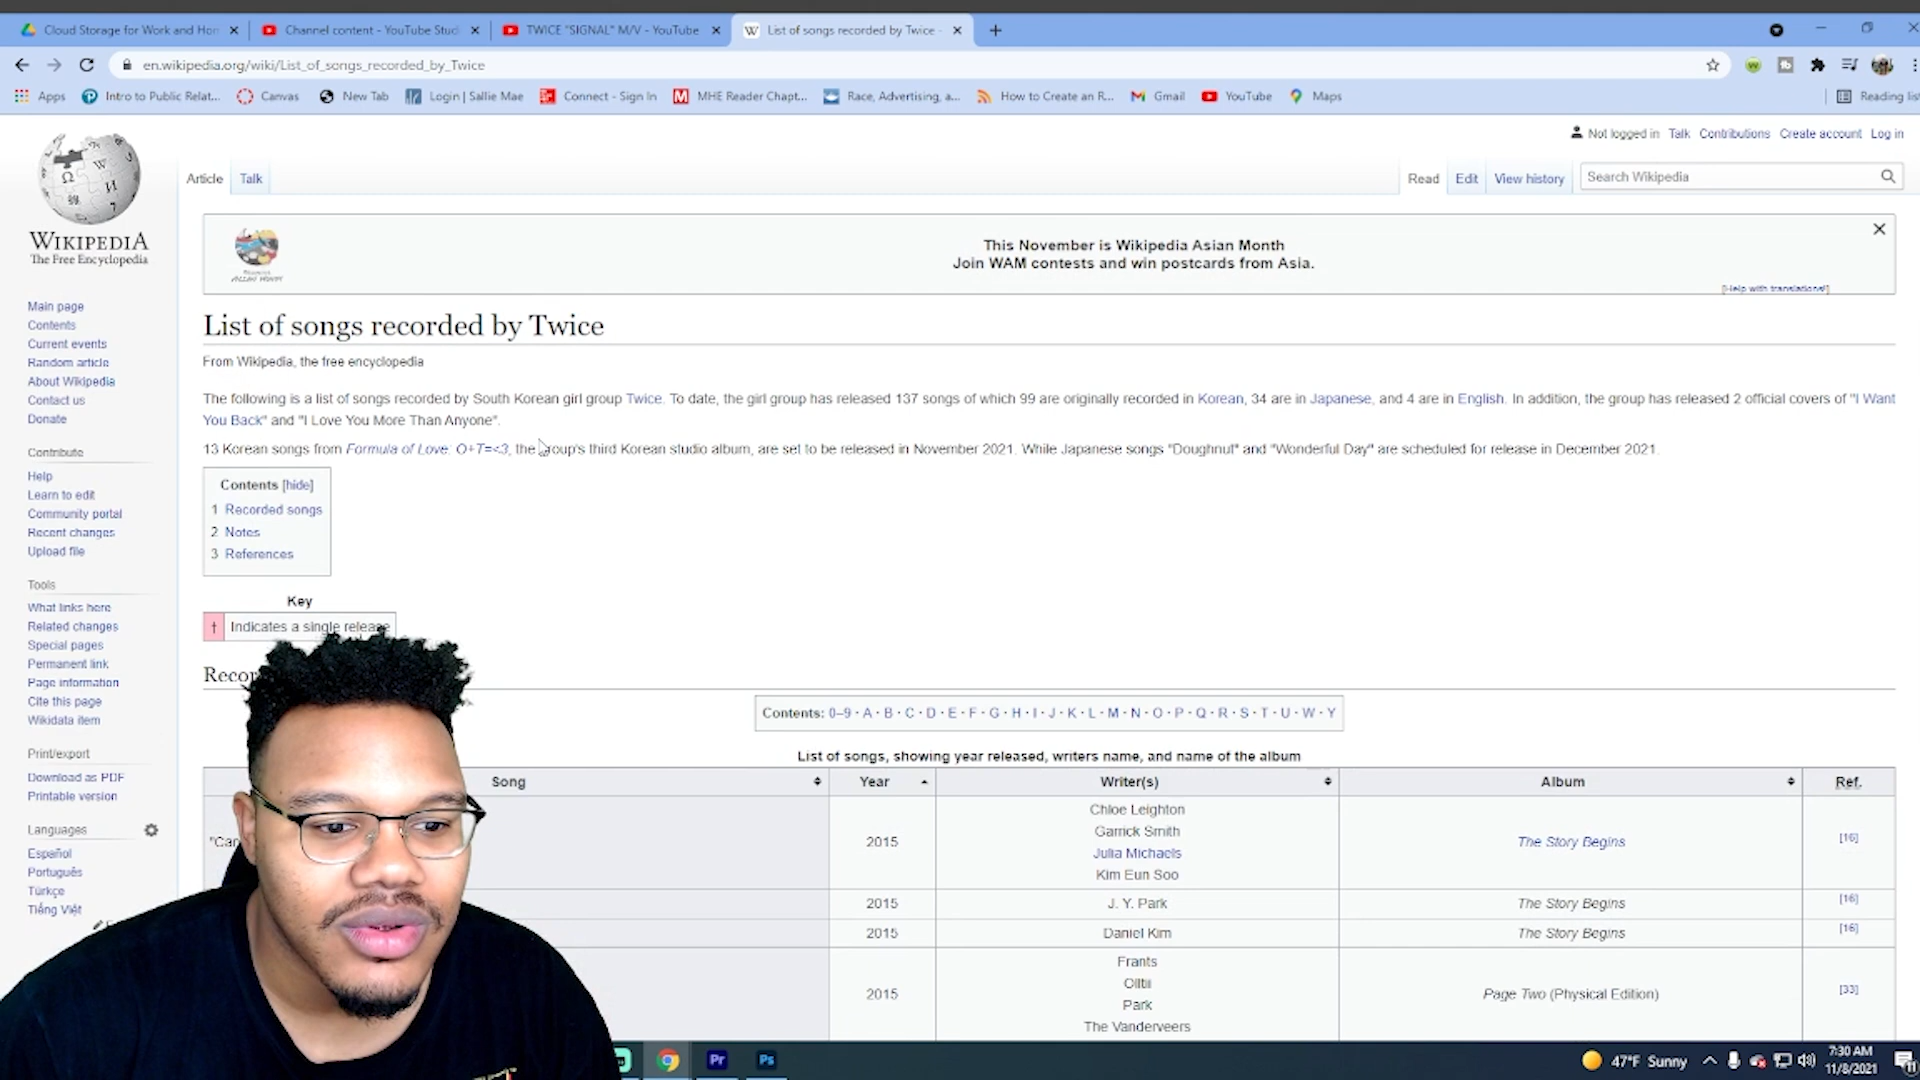 Cloud Storage for Work and Hom
Channel content - YouTube Stud
TWICE "SIGNAL" M/V - YouTube
List of songs recorded by Twice -
en.wikipedia.org/wiki/List_of_songs_recorded_by_Twice
Apps
Intro to Public Relat...
Canvas
New Tab
Login | Sallie Mae
Connect - Sign In
MHE Reader Chapt...
Race, Advertising, a...
How to Create an R...
Gmail
YouTube
Maps
Reading list
Not logged in Talk Contributions Create account Log in
WIKIPEDIA
The Free Encyclopedia
Article Talk
Read Edit View history
Search Wikipedia
This November is Wikipedia Asian Month
Join WAM contests and win postcards from Asia.
[Help with translations!]
List of songs recorded by Twice
From Wikipedia, the free encyclopedia
The following is a list of songs recorded by South Korean girl group Twice. To date, the girl group has released 137 songs of which 99 are originally recorded in Korean, 34 are in Japanese, and 4 are in English. In addition, the group has released 2 official covers of "I Want
You Back" and "I Love You More Than Anyone".
13 Korean songs from Formula of Love: O+T=<3, the group's third Korean studio album, are set to be released in November 2021. While Japanese songs "Doughnut" and "Wonderful Day" are scheduled for release in December 2021.
Contents [hide]
1 Recorded songs
2 Notes
3 References
Key
† Indicates a single release
Recor
Contents: 0–9 · A · B · C · D · E · F · G · H · I · J · K · L · M · N · O · P · Q · R · S · T · U · W · Y
List of songs, showing year released, writers name, and name of the album
Song Year Writer(s) Album Ref.
"Can
2015
Chloe Leighton
Garrick Smith
Julia Michaels
Kim Eun Soo
The Story Begins
[16]
2015 J. Y. Park The Story Begins [16]
2015 Daniel Kim The Story Begins [16]
2015
Frants
Olltii
Park
The Vanderveers
Page Two (Physical Edition)
[33]
Main page
Contents
Current events
Random article
About Wikipedia
Contact us
Donate
Contribute
Help
Learn to edit
Community portal
Recent changes
Upload file
Tools
What links here
Related changes
Special pages
Permanent link
Page information
Cite this page
Wikidata item
Print/export
Download as PDF
Printable version
Languages
Español
Português
Türkçe
Tiếng Việt
Pr
Ps
47°F Sunny
7:30 AM
11/8/2021